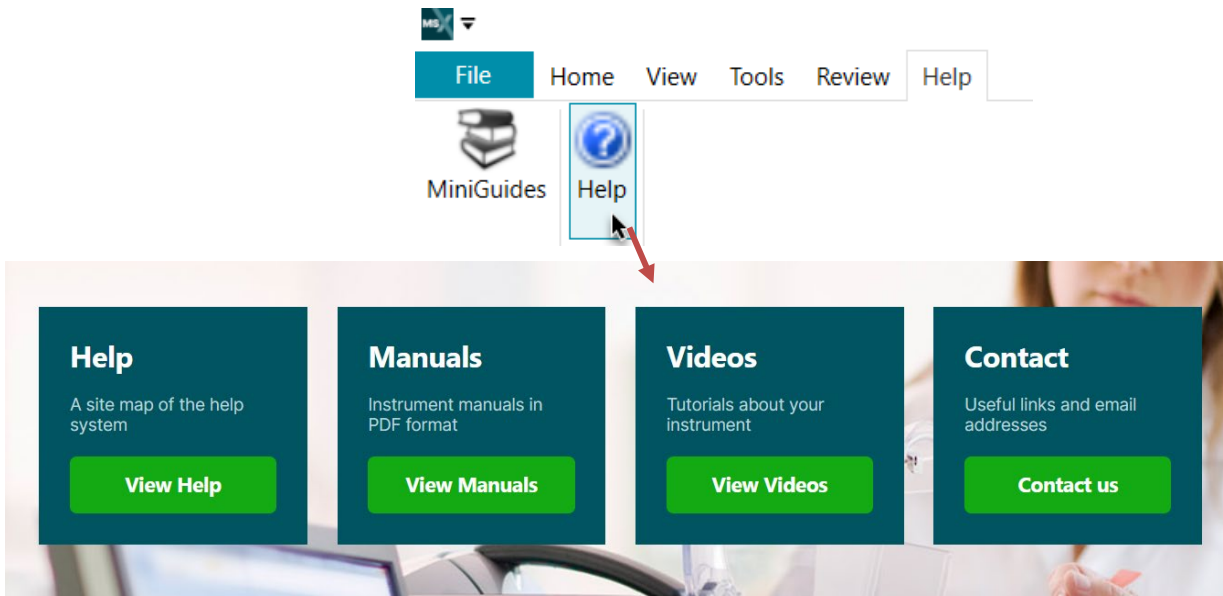 MSX
File Home View Tools Review Help
MiniGuides Help
Help
A site map of the help
system
View Help
Manuals
Instrument manuals in
PDF format
View Manuals
Videos
Tutorials about your
instrument
View Videos
Contact
Useful links and email
addresses
Contact us